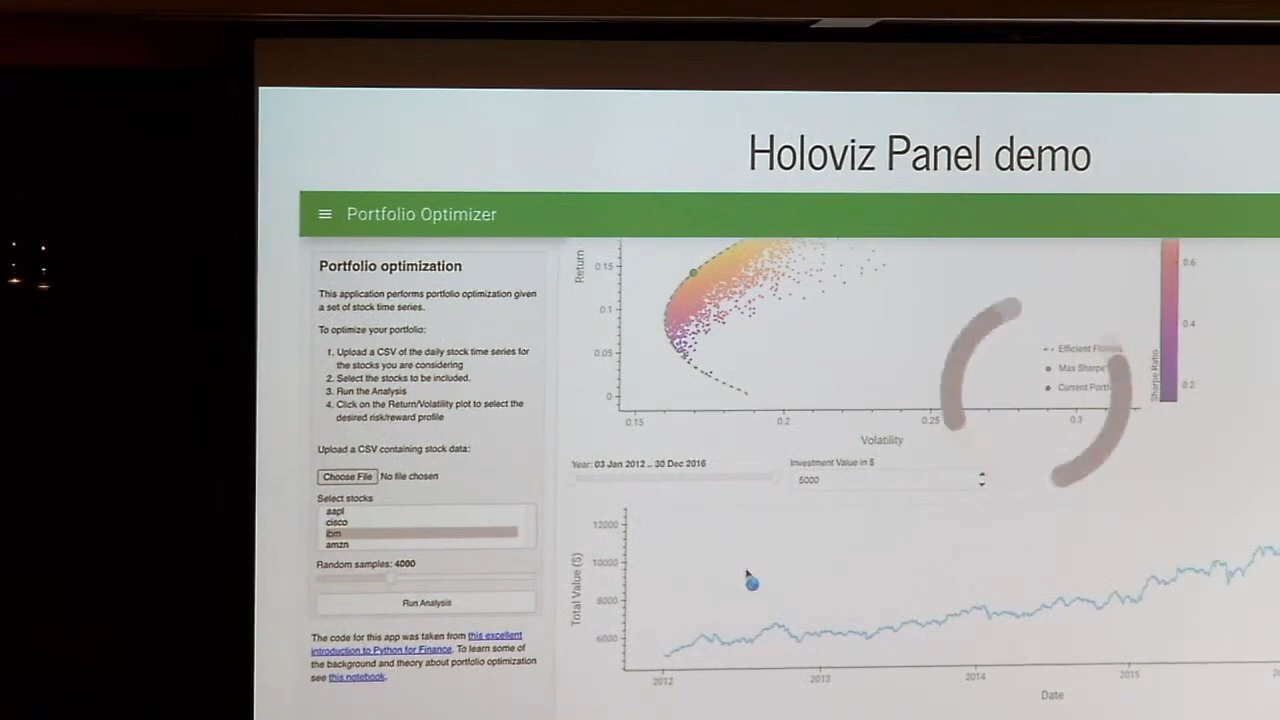 Holoviz Panel demo
Portfolio Optimizer
Portfolio optimization
This application performs portfolio optimization given
a set of stock time series.
To optimize your portfolio:
1. Upload a CSV of the daily stock time series for
the stocks you are considering
2. Select the stocks to be included.
3. Run the Analysis
4. Click on the Return/Volatility plot to select the
desired risk/reward profile
Upload a CSV containing stock data:
Choose File No file chosen
Select stocks
aapl
cisco
ibm
amzn
Random samples: 4000
Run Analysis
The code for this app was taken from this excellent
introduction to Python for Finance. To learn some of
the background and theory about portfolio optimization
see this notebook.
Return
0.15
0.1
0.05
0
0.15
0.2
0.25
0.3
Volatility
Efficient
Max Sharpe
Current
Sharpe Ratio
0.6
0.4
0.2
Year: 03 Jan 2012 .. 30 Dec 2016
Investment Value in $
5000
Total Value ($)
12000
10000
8000
6000
2012
2013
2014
2015
Date